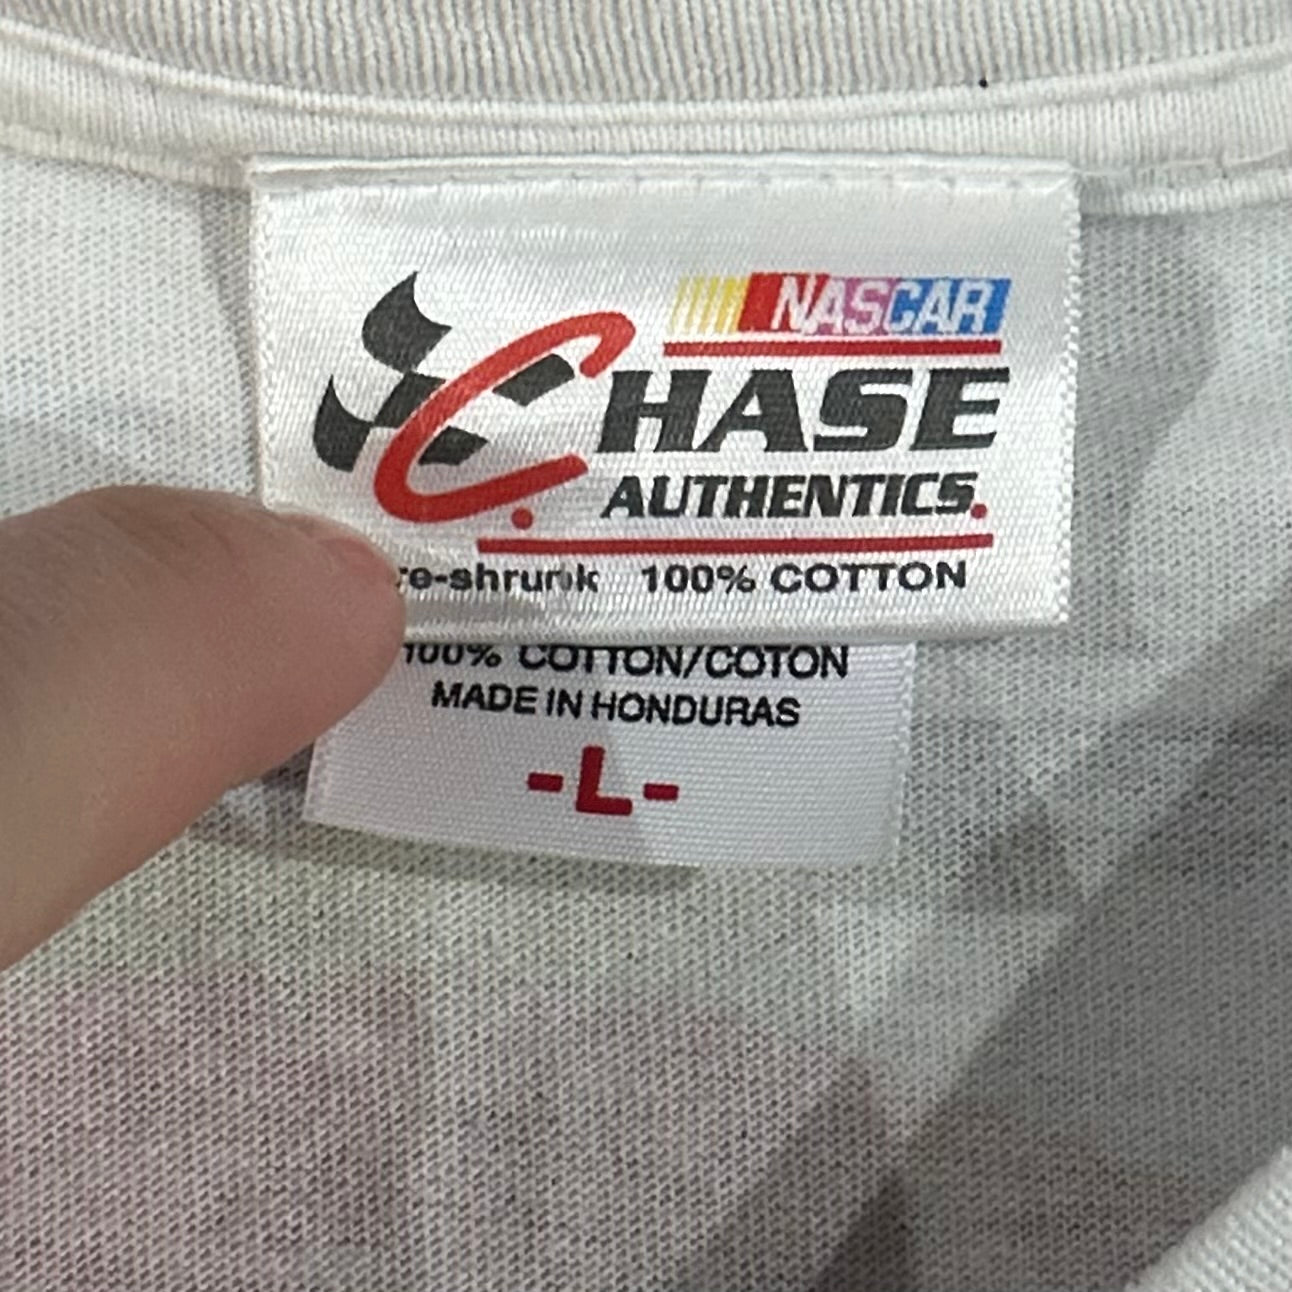 NASCAR
CHASE
AUTHENTICS.
re-shrunk 100% COTTON
100% COTTON/COTON
MADE IN HONDURAS
-L-